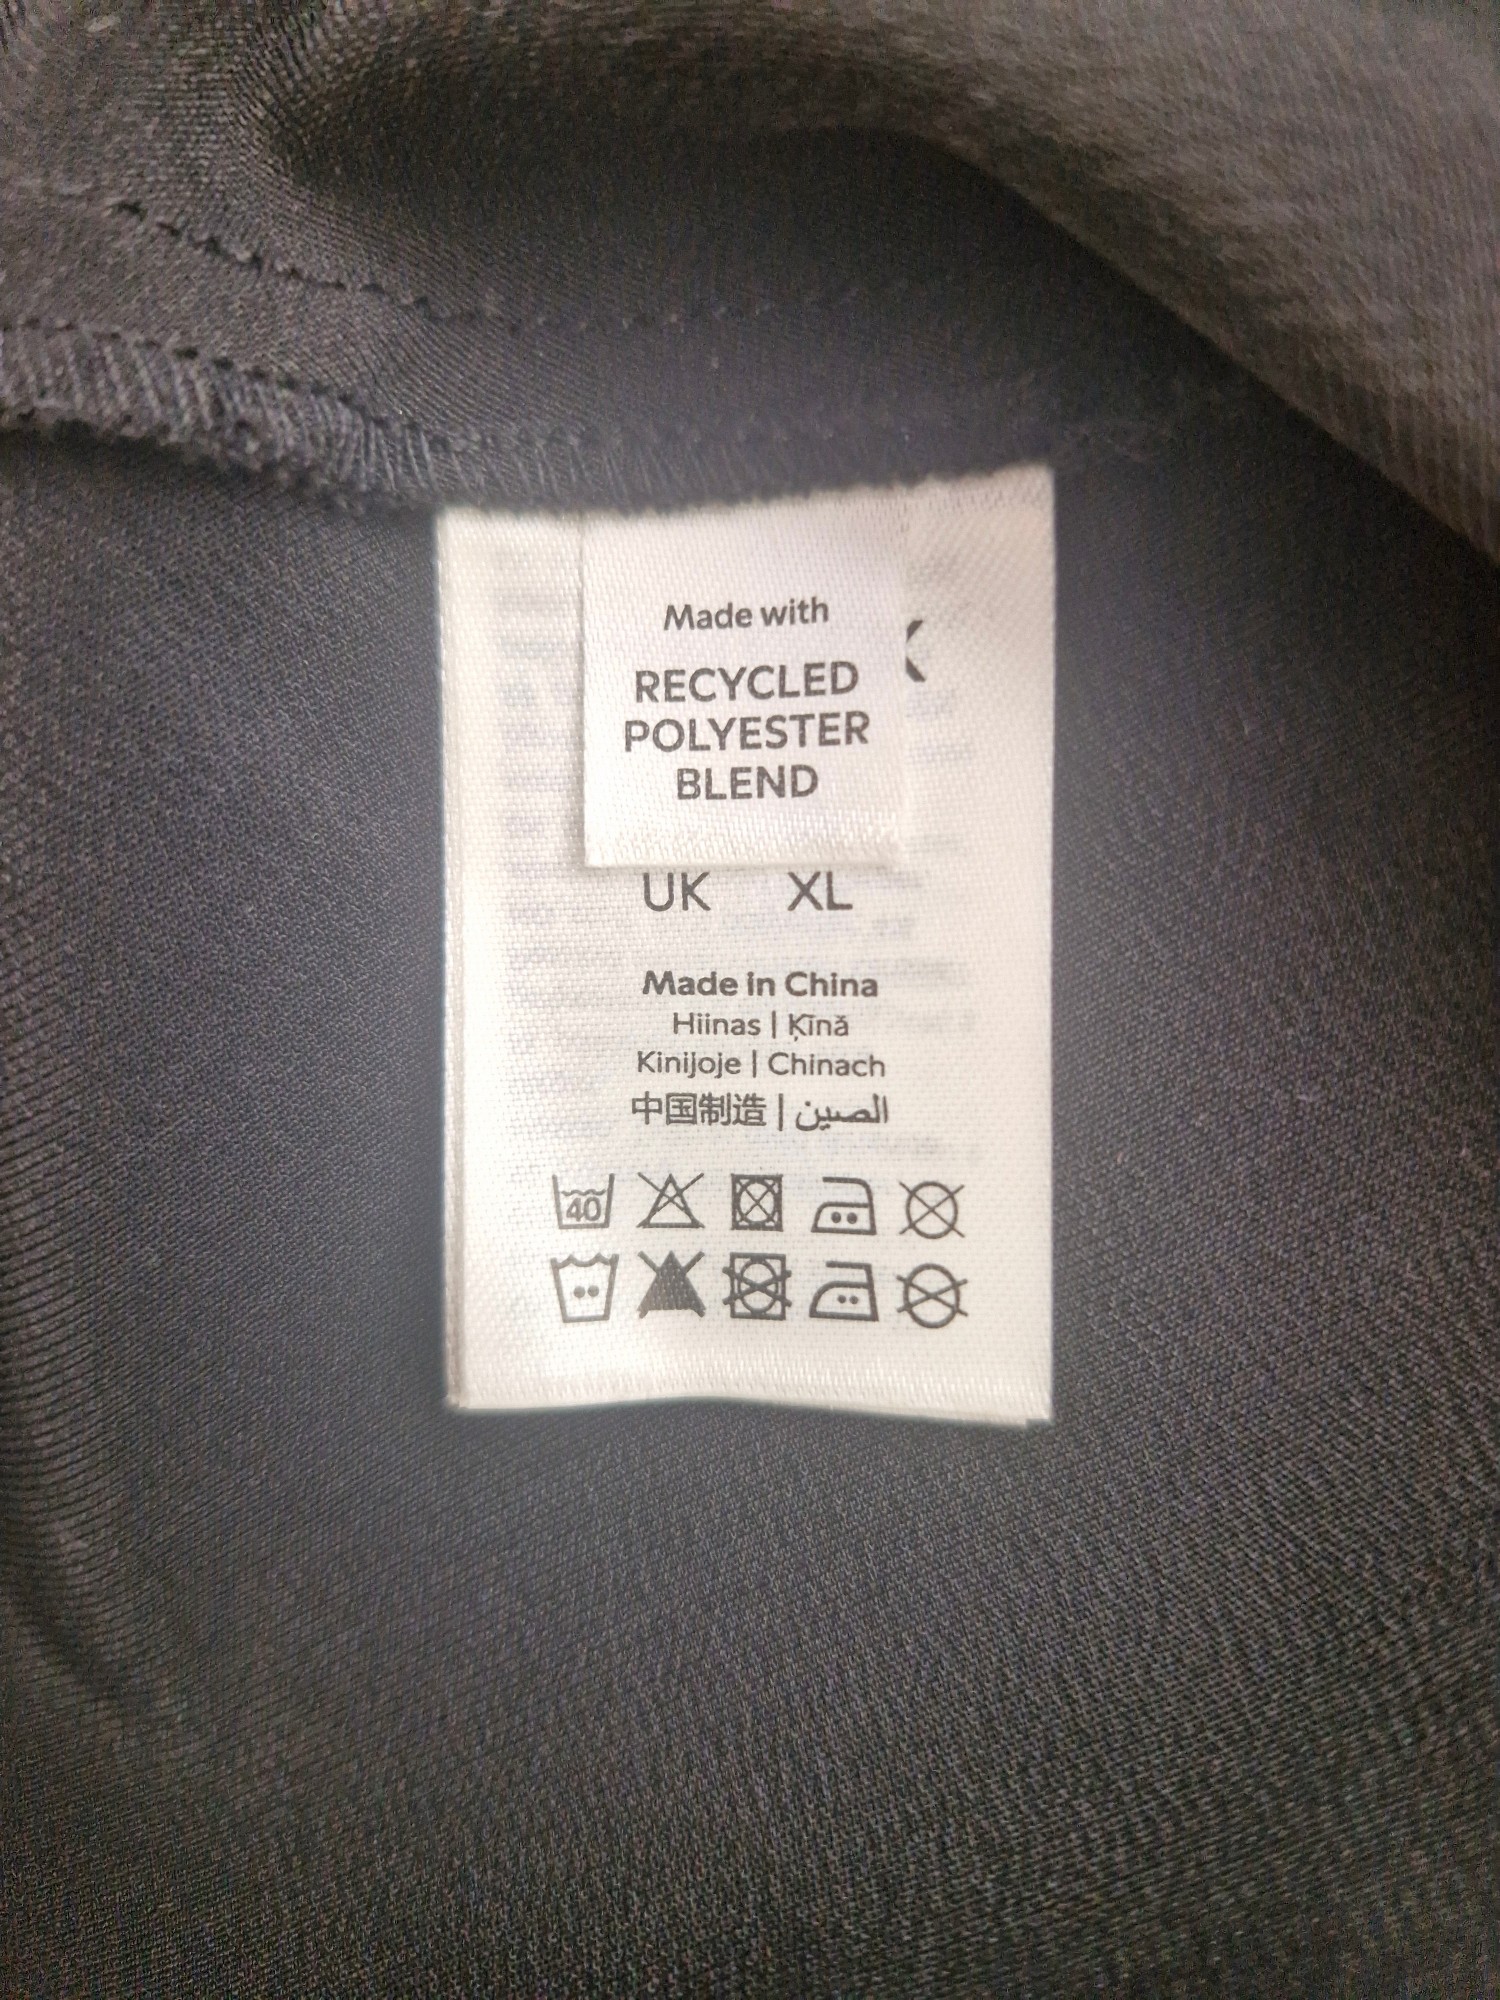 Made with
RECYCLED
POLYESTER
BLEND
UK XL
Made in China
Hiinas | Ķīnā
Kinijoje | Chinach
中国制造 | الصين
40